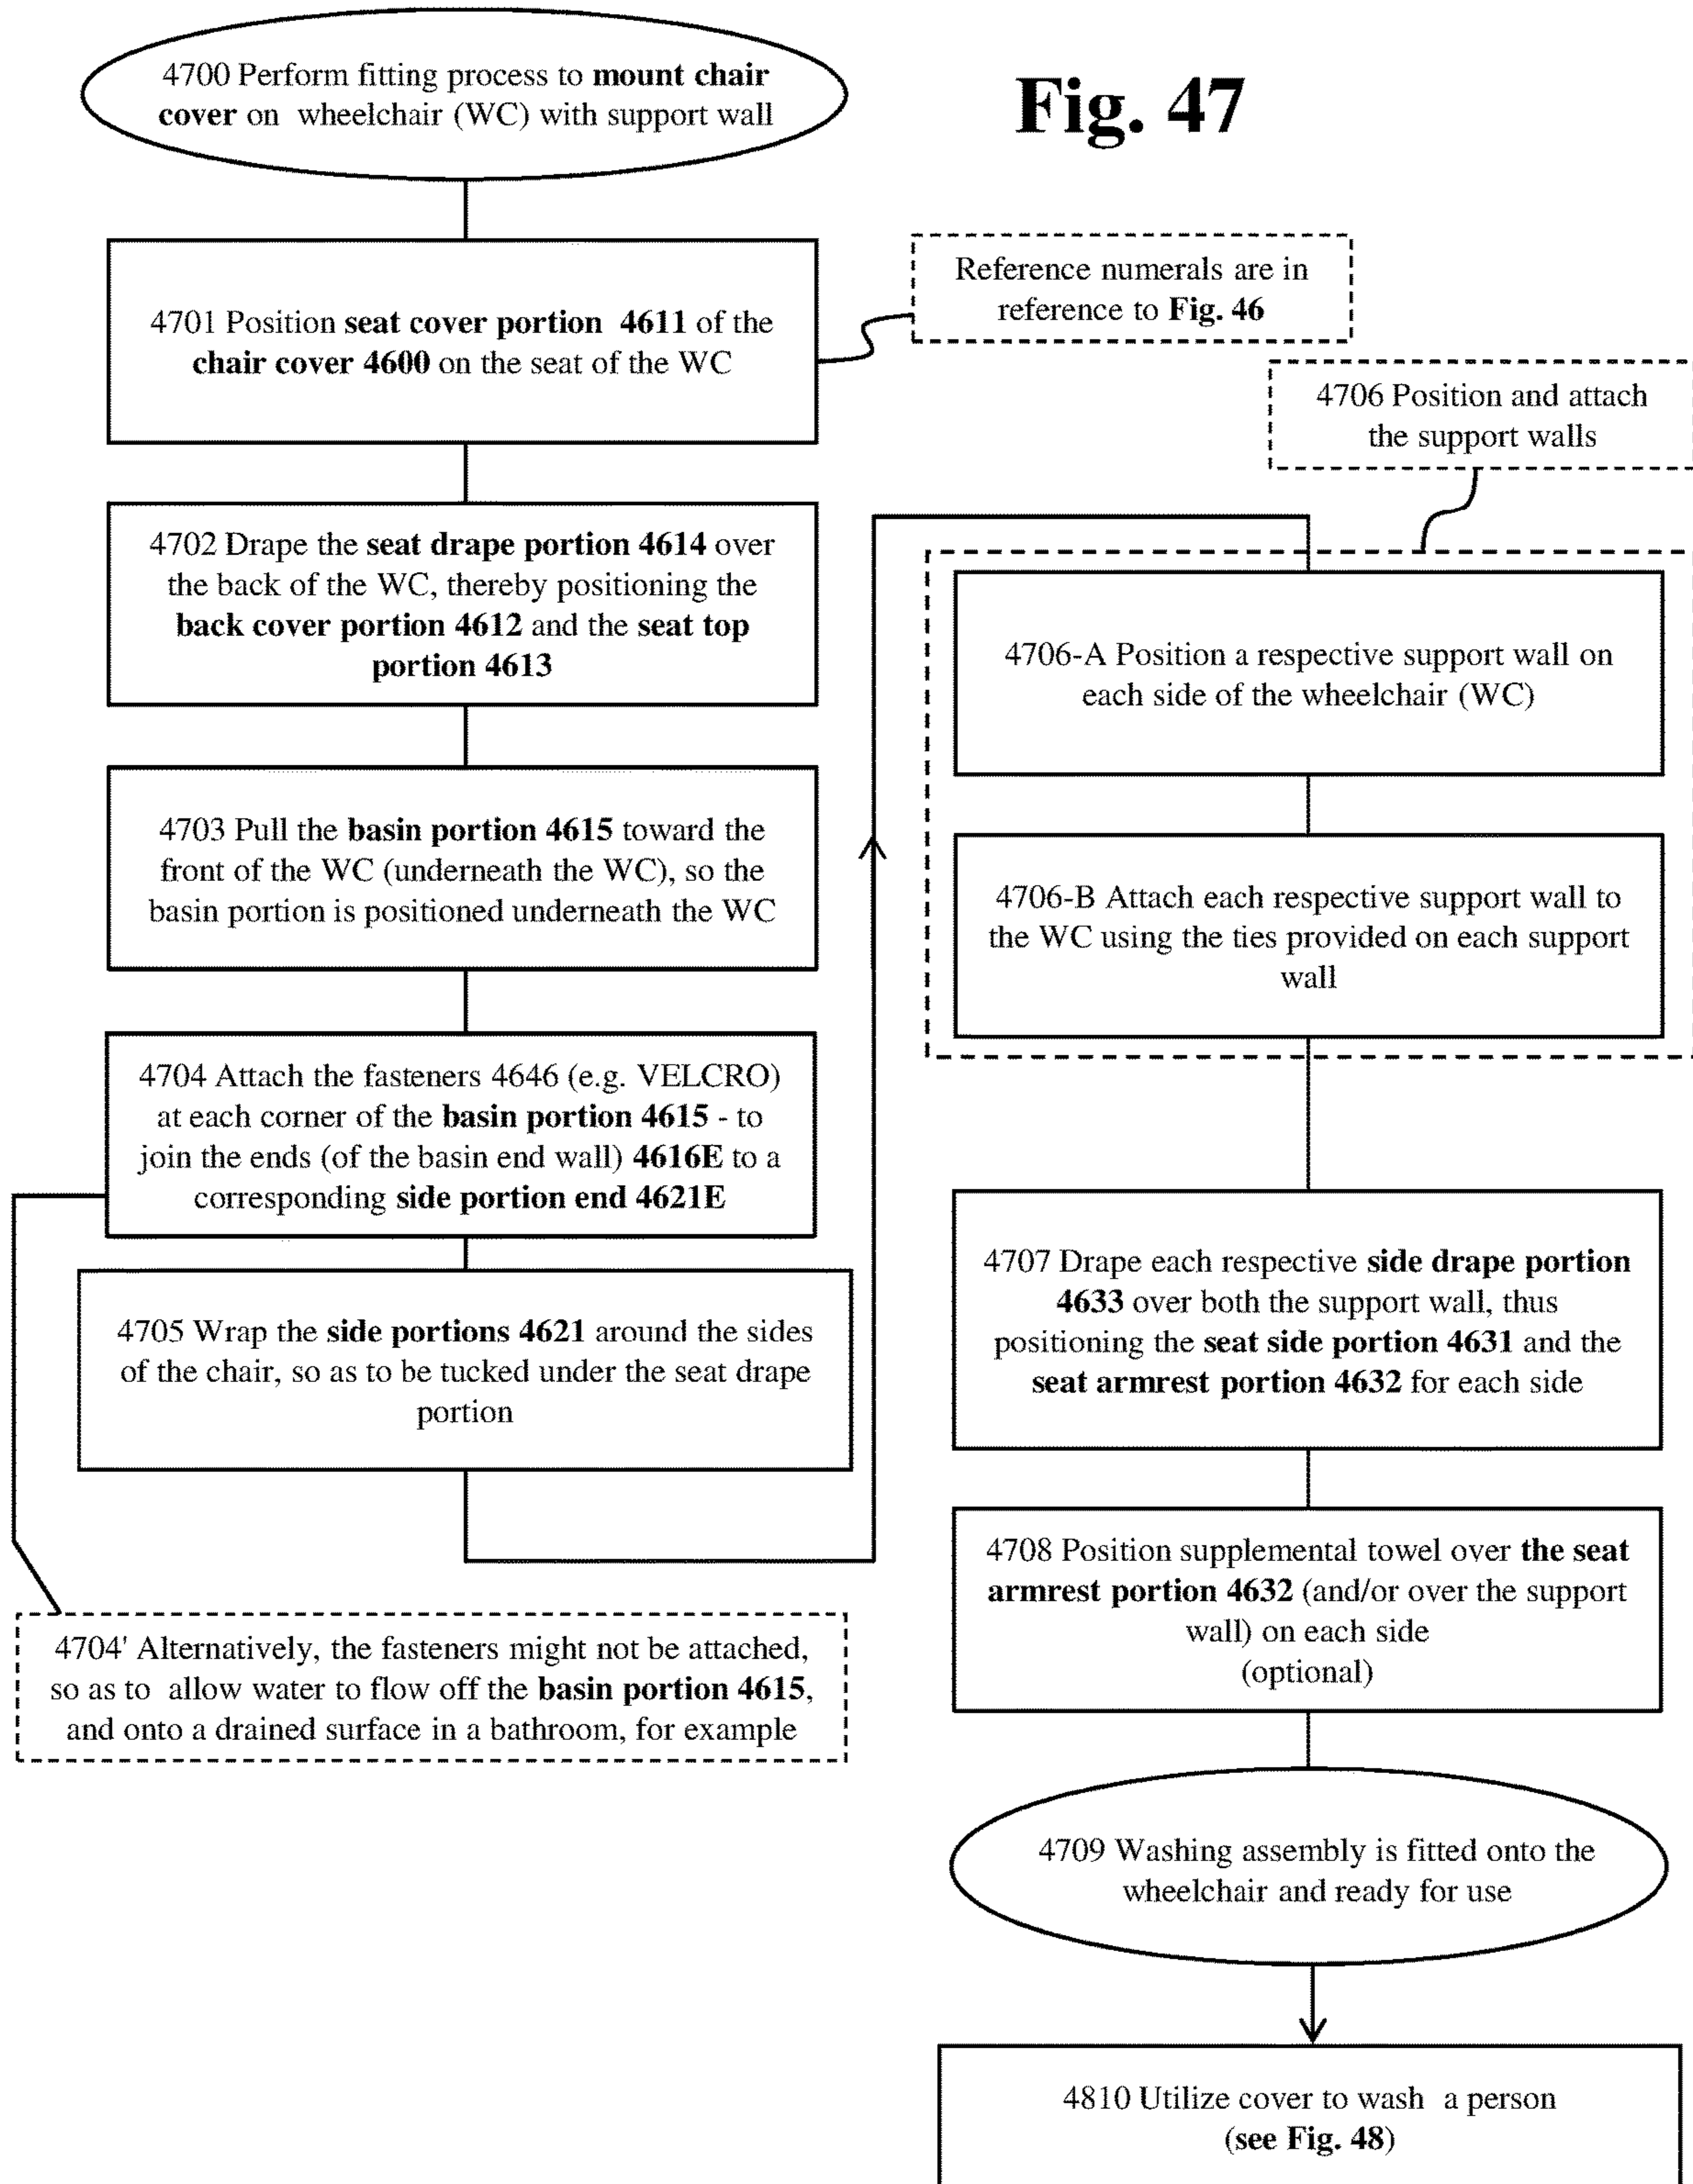 4700 Perform fitting process to mount chair
cover on wheelchair (WC) with support wall
Fig. 47
4701 Position seat cover portion 4611 of the
chair cover 4600 on the seat of the WC
Reference numerals are in
reference to Fig. 46
4702 Drape the seat drape portion 4614 over
the back of the WC, thereby positioning the
back cover portion 4612 and the seat top
portion 4613
4703 Pull the basin portion 4615 toward the
front of the WC (underneath the WC), so the
basin portion is positioned underneath the WC
4704 Attach the fasteners 4646 (e.g. VELCRO)
at each corner of the basin portion 4615 - to
join the ends (of the basin end wall) 4616E to a
corresponding side portion end 4621E
4705 Wrap the side portions 4621 around the sides
of the chair, so as to be tucked under the seat drape
portion
4704' Alternatively, the fasteners might not be attached,
so as to allow water to flow off the basin portion 4615,
and onto a drained surface in a bathroom, for example
4706 Position and attach
the support walls
4706-A Position a respective support wall on
each side of the wheelchair (WC)
4706-B Attach each respective support wall to
the WC using the ties provided on each support
wall
4707 Drape each respective side drape portion
4633 over both the support wall, thus
positioning the seat side portion 4631 and the
seat armrest portion 4632 for each side
4708 Position supplemental towel over the seat
armrest portion 4632 (and/or over the support
wall) on each side
(optional)
4709 Washing assembly is fitted onto the
wheelchair and ready for use
4810 Utilize cover to wash a person
(see Fig. 48)